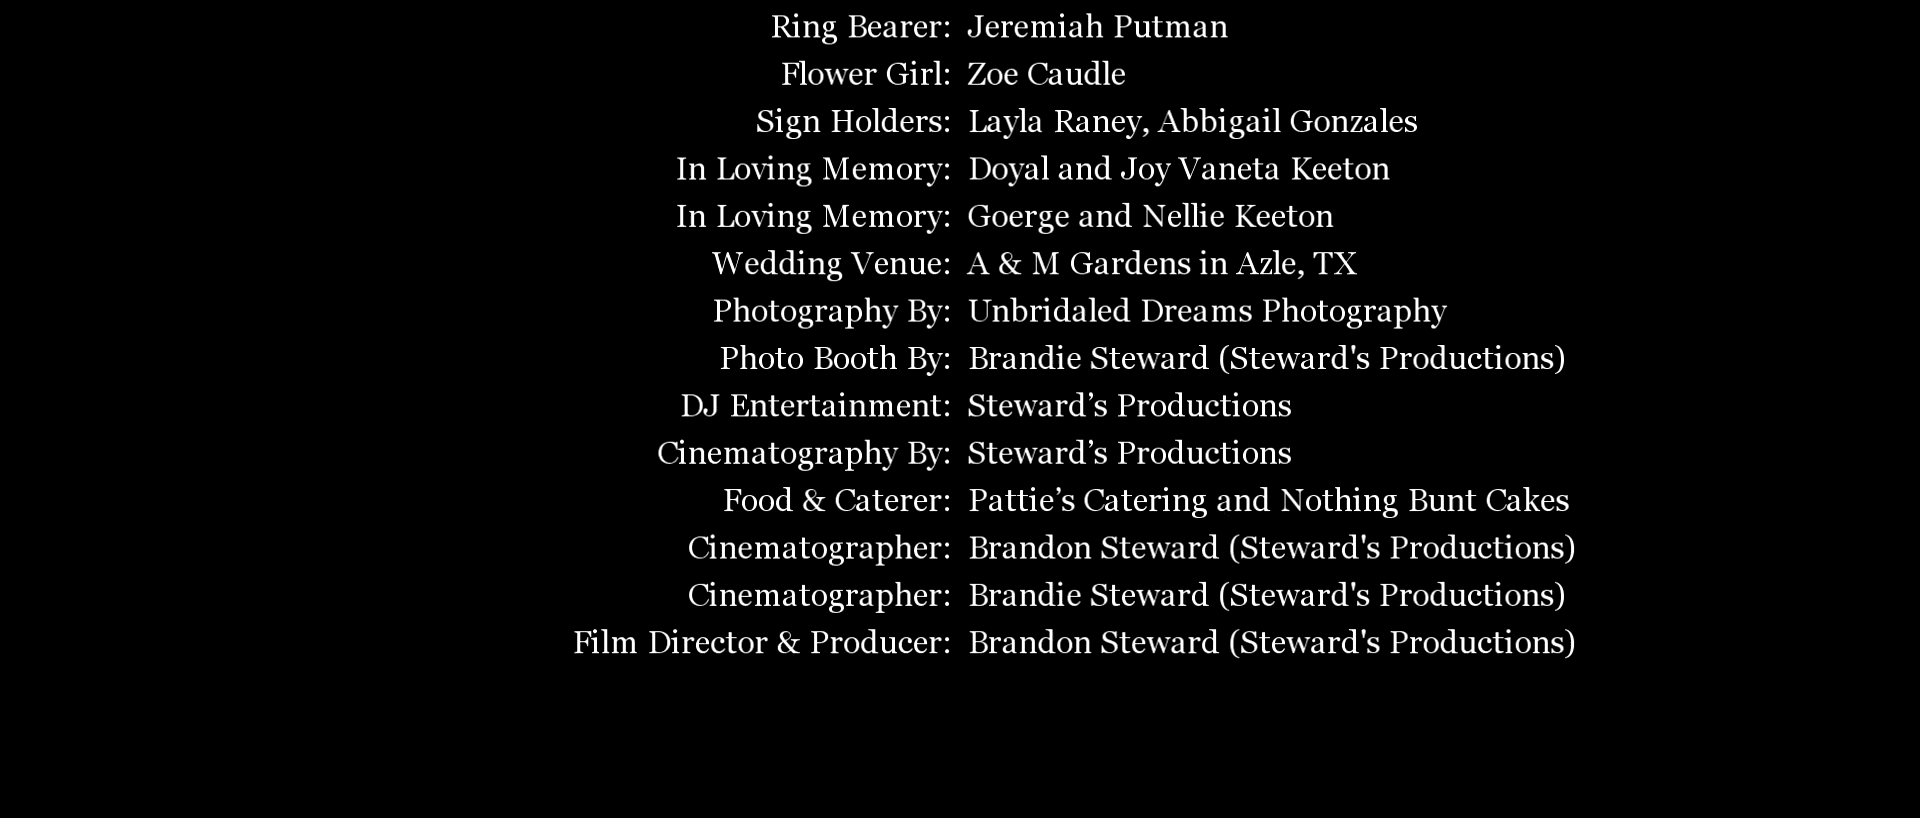 Ring Bearer: Jeremiah Putman
Flower Girl: Zoe Caudle
Sign Holders: Layla Raney, Abbigail Gonzales
In Loving Memory: Doyal and Joy Vaneta Keeton
In Loving Memory: Goerge and Nellie Keeton
Wedding Venue: A & M Gardens in Azle, TX
Photography By: Unbridaled Dreams Photography
Photo Booth By: Brandie Steward (Steward's Productions)
DJ Entertainment: Steward’s Productions
Cinematography By: Steward’s Productions
Food & Caterer: Pattie’s Catering and Nothing Bunt Cakes
Cinematographer: Brandon Steward (Steward's Productions)
Cinematographer: Brandie Steward (Steward's Productions)
Film Director & Producer: Brandon Steward (Steward's Productions)